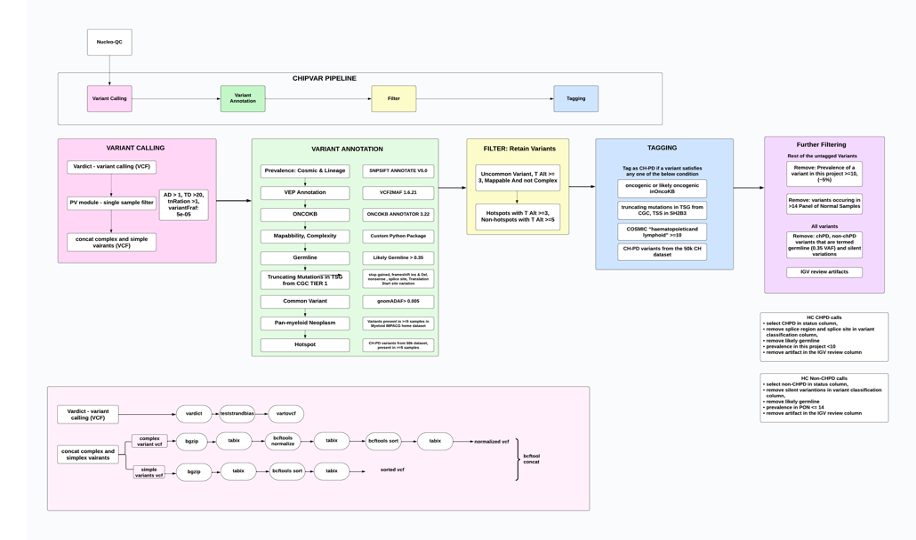 Nucleo-QC
CHIPVAR PIPELINE
Variant Calling
Variant
Annotation
Filter
Tagging
VARIANT CALLING
Vardict - variant calling (VCF)
PV module - single sample filter
concat complex and simple
vairants (VCF)
AD > 1, TD >20,
tnRation >1,
variantFraf:
5e-05
VARIANT ANNOTATION
Prevalence: Cosmic & Lineage
SNPSIFT ANNOTATE V5.0
VEP Annotation
VCF2MAF 1.6.21
ONCOKB
ONCOKB ANNOTATOR 3.22
Mapabbility, Complexity
Custom Python Package
Germline
Likely Germline > 0.35
Truncating Mutations in TSG
from CGC TIER 1
stop gained, frameshift Ins & Del,
nonsense , splice site, Translation
Start site variation
Common Variant
gnomADAF> 0.005
Pan-myeloid Neoplasm
Variants present in >=5 samples in
Myeloid IMPACG heme dataset
Hotspot
CH-PD variants from 50k dataset,
present in >=5 samples
FILTER: Retain Variants
Uncommon Variant, T Alt >=
3, Mappable And not Complex
Hotspots with T Alt >=3,
Non-hotspots with T Alt >=5
TAGGING
Tag as CH-PD if a variant satisfies
any one of the below condition
oncogenic or likely oncogenic
inOncoKB
truncating mutations in TSG from
CGC, TSS in SH2B3
COSMIC "haematopoieticand
lymphoid" >=10
CH-PD variants from the 50k CH
dataset
Further Filtering
Rest of the untagged Variants
Remove: Prevalence of a
variant in this project >=10,
(~5%)
Remove: variants occuring in
>14 Panel of Normal Samples
All variants
Remove: chPD, non-chPD
variants that are termed
germline (0.35 VAF) and silent
variations
IGV review artifacts
HC CHPD calls
• select CHPD in status column,
• remove splice region and splice site in variant
classification column,
• remove likely germline
• prevalence in this project <10
• remove artifact in the IGV review column
HC Non-CHPD calls
• select non-CHPD in status column,
• remove silent variantions in variant classification
column,
• remove likely germline
• prevalence in PON <= 14
• remove artifact in the IGV review column
Vardict - variant
calling (VCF)
vardict
teststrandbias
vartovcf
concat complex and
simplex vairants
complex
variant vcf
bgzip
tabix
bcftools
normalize
tabix
bcftools sort
tabix
normalized vcf
simple
variants vcf
bgzip
tabix
bcftools sort
tabix
sorted vcf
bcftool
concat